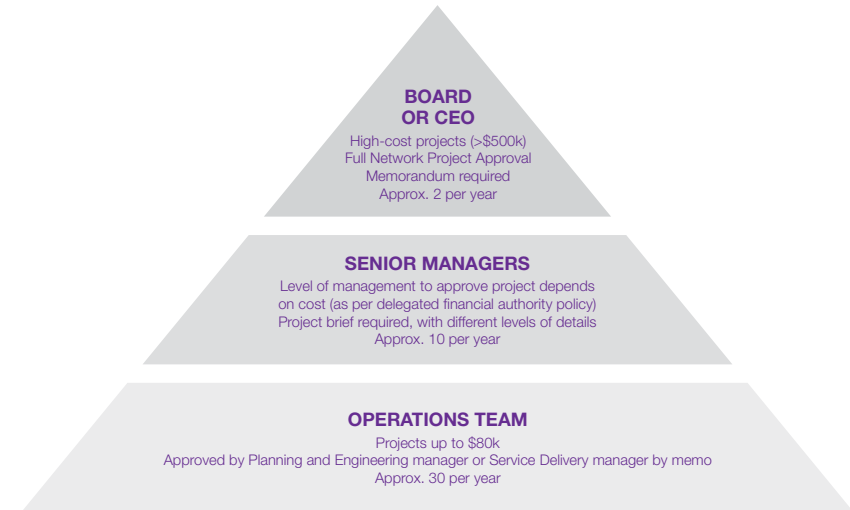 BOARD
OR CEO
High-cost projects (>$500k)
Full Network Project Approval
Memorandum required
Approx. 2 per year
SENIOR MANAGERS
Level of management to approve project depends
on cost (as per delegated financial authority policy)
Project brief required, with different levels of details
Approx. 10 per year
OPERATIONS TEAM
Projects up to $80k
Approved by Planning and Engineering manager or Service Delivery manager by memo
Approx. 30 per year